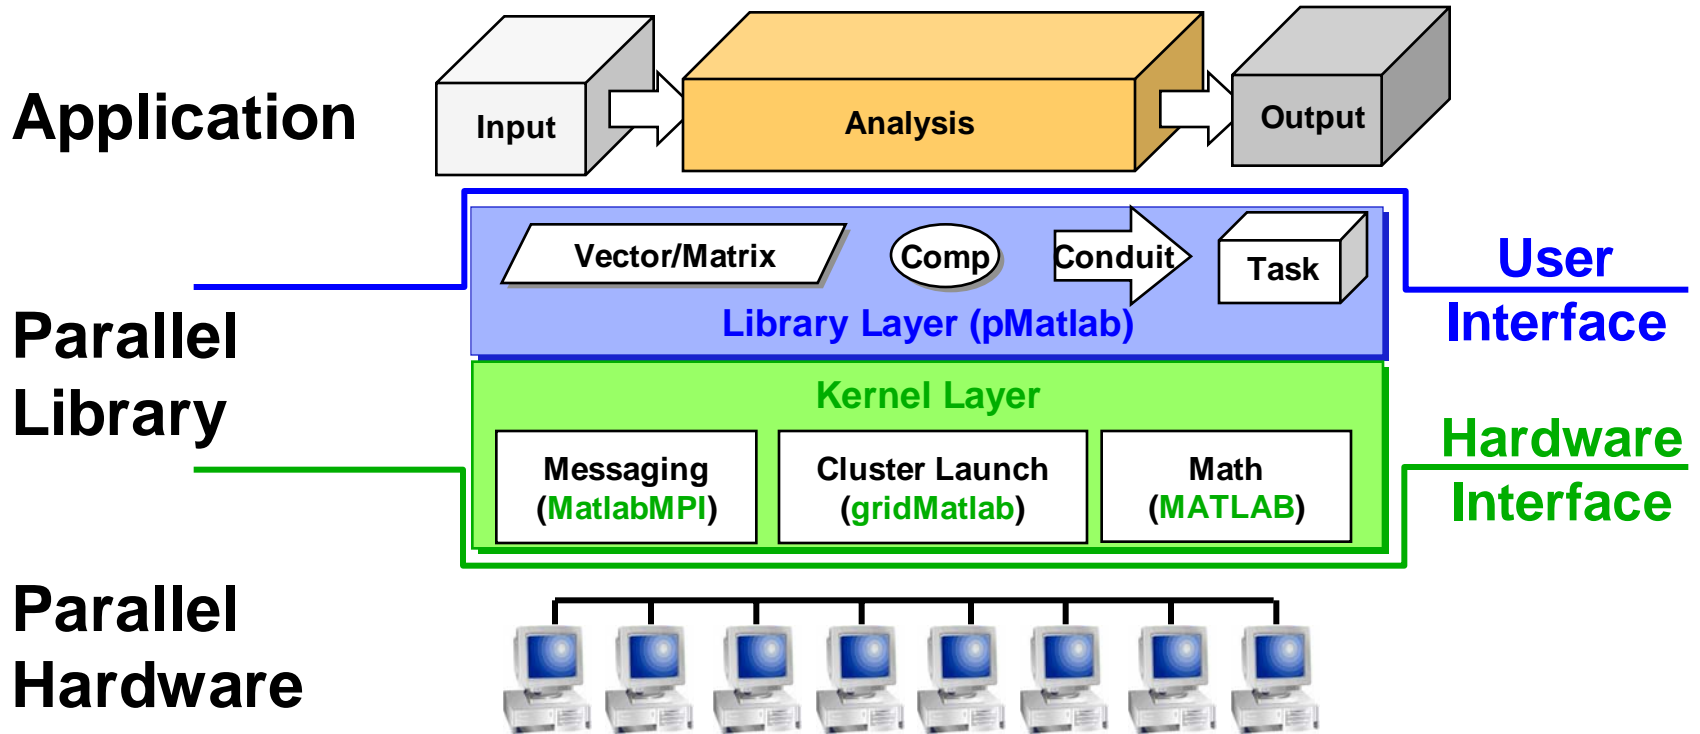 Application
Input
Analysis
Output
Vector/Matrix
Comp
Conduit
Task
Library Layer (pMatlab)
User
Interface
Parallel
Library
Kernel Layer
Messaging
(MatlabMPI)
Cluster Launch
(gridMatlab)
Math
(MATLAB)
Hardware
Interface
Parallel
Hardware